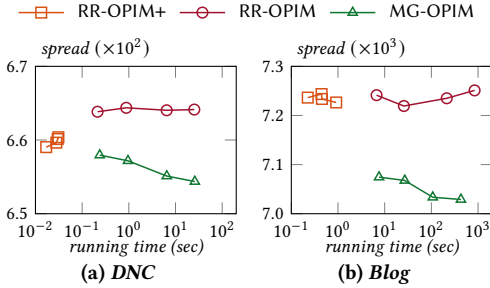 RR-OPIM+ RR-OPIM MG-OPIM
spread (×10²) spread (×10³)
6.7 7.3
6.6 7.2
7.1
6.5 7.0
10⁻² 10⁻¹ 10⁰ 10¹ 10² 10⁻¹ 10⁰ 10¹ 10² 10³
running time (sec) running time (sec)
(a) DNC (b) Blog